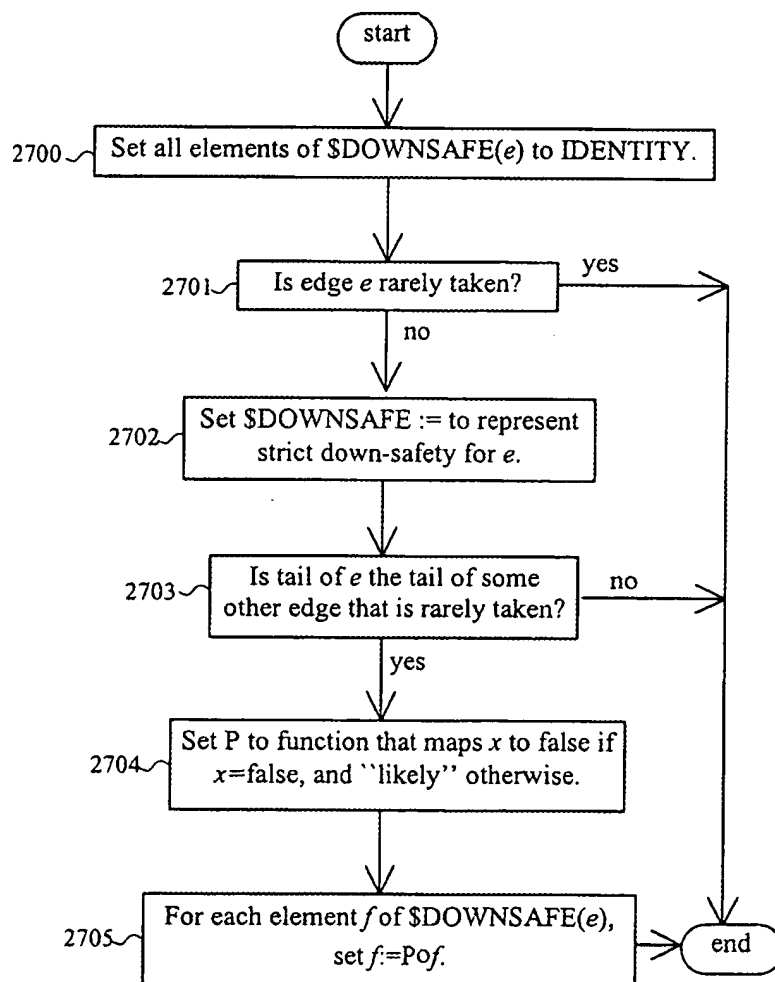 start
2700
Set all elements of $DOWNSAFE(e) to IDENTITY.
2701
Is edge e rarely taken?
yes
no
2702
Set $DOWNSAFE := to represent
strict down-safety for e.
2703
Is tail of e the tail of some
other edge that is rarely taken?
no
yes
2704
Set P to function that maps x to false if
x=false, and ``likely'' otherwise.
2705
For each element f of $DOWNSAFE(e),
set f:=Pof.
end